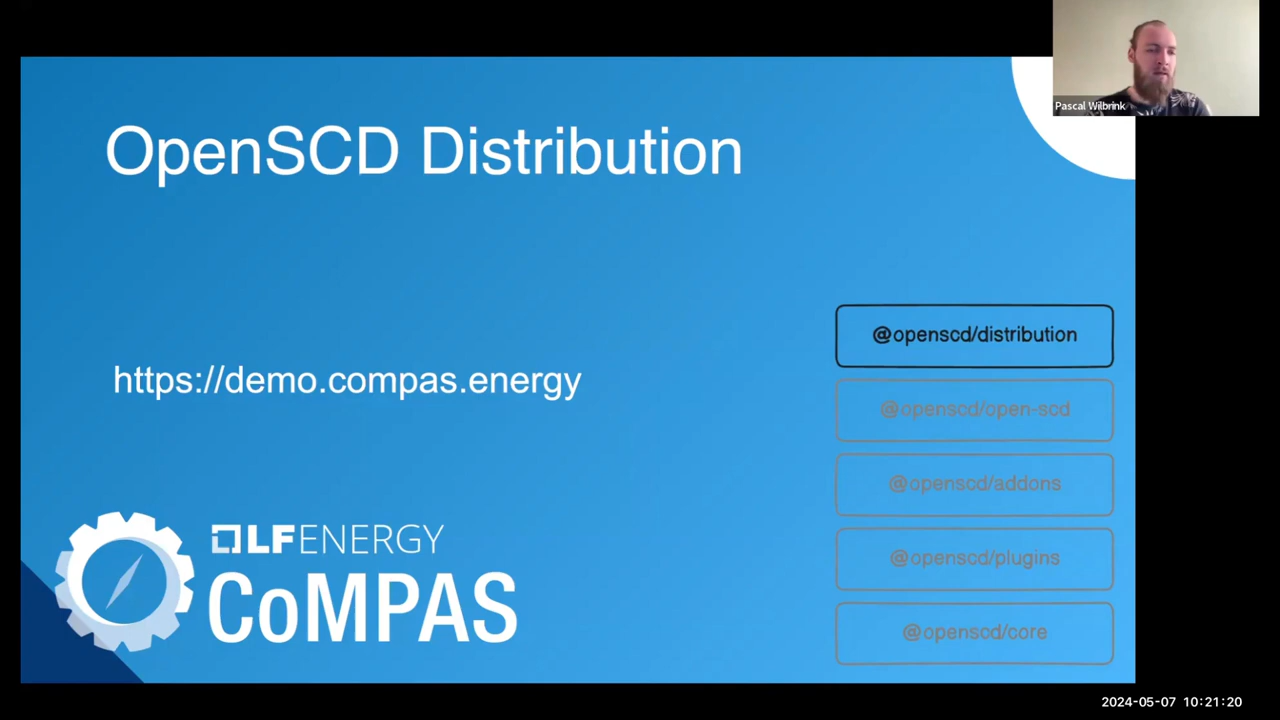 Pascal Wilbrink
OpenSCD Distribution
https://demo.compas.energy
@openscd/distribution
@openscd/open-scd
@openscd/addons
@openscd/plugins
@openscd/core
LFENERGY
CoMPAS
2024-05-07 10:21:20